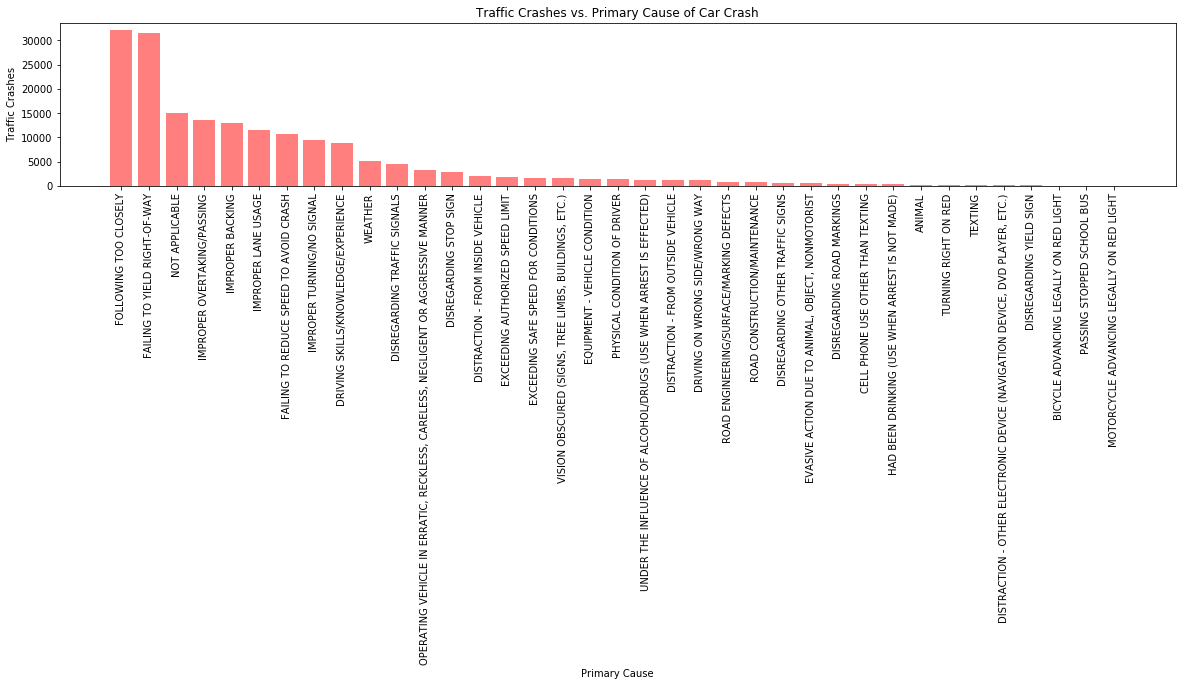 Traffic Crashes vs. Primary Cause of Car Crash
Traffic Crashes
30000
25000
20000
15000
10000
5000
0
FOLLOWING TOO CLOSELY
FAILING TO YIELD RIGHT-OF-WAY
NOT APPLICABLE
IMPROPER OVERTAKING/PASSING
IMPROPER BACKING
IMPROPER LANE USAGE
FAILING TO REDUCE SPEED TO AVOID CRASH
IMPROPER TURNING/NO SIGNAL
DRIVING SKILLS/KNOWLEDGE/EXPERIENCE
WEATHER
DISREGARDING TRAFFIC SIGNALS
OPERATING VEHICLE IN ERRATIC, RECKLESS, CARELESS, NEGLIGENT OR AGGRESSIVE MANNER
DISREGARDING STOP SIGN
DISTRACTION - FROM INSIDE VEHICLE
EXCEEDING AUTHORIZED SPEED LIMIT
EXCEEDING SAFE SPEED FOR CONDITIONS
VISION OBSCURED (SIGNS, TREE LIMBS, BUILDINGS, ETC.)
EQUIPMENT - VEHICLE CONDITION
PHYSICAL CONDITION OF DRIVER
UNDER THE INFLUENCE OF ALCOHOL/DRUGS (USE WHEN ARREST IS EFFECTED)
DISTRACTION - FROM OUTSIDE VEHICLE
DRIVING ON WRONG SIDE/WRONG WAY
ROAD ENGINEERING/SURFACE/MARKING DEFECTS
ROAD CONSTRUCTION/MAINTENANCE
DISREGARDING OTHER TRAFFIC SIGNS
EVASIVE ACTION DUE TO ANIMAL, OBJECT, NONMOTORIST
DISREGARDING ROAD MARKINGS
CELL PHONE USE OTHER THAN TEXTING
HAD BEEN DRINKING (USE WHEN ARREST IS NOT MADE)
ANIMAL
TURNING RIGHT ON RED
TEXTING
DISTRACTION - OTHER ELECTRONIC DEVICE (NAVIGATION DEVICE, DVD PLAYER, ETC.)
DISREGARDING YIELD SIGN
BICYCLE ADVANCING LEGALLY ON RED LIGHT
PASSING STOPPED SCHOOL BUS
MOTORCYCLE ADVANCING LEGALLY ON RED LIGHT
Primary Cause